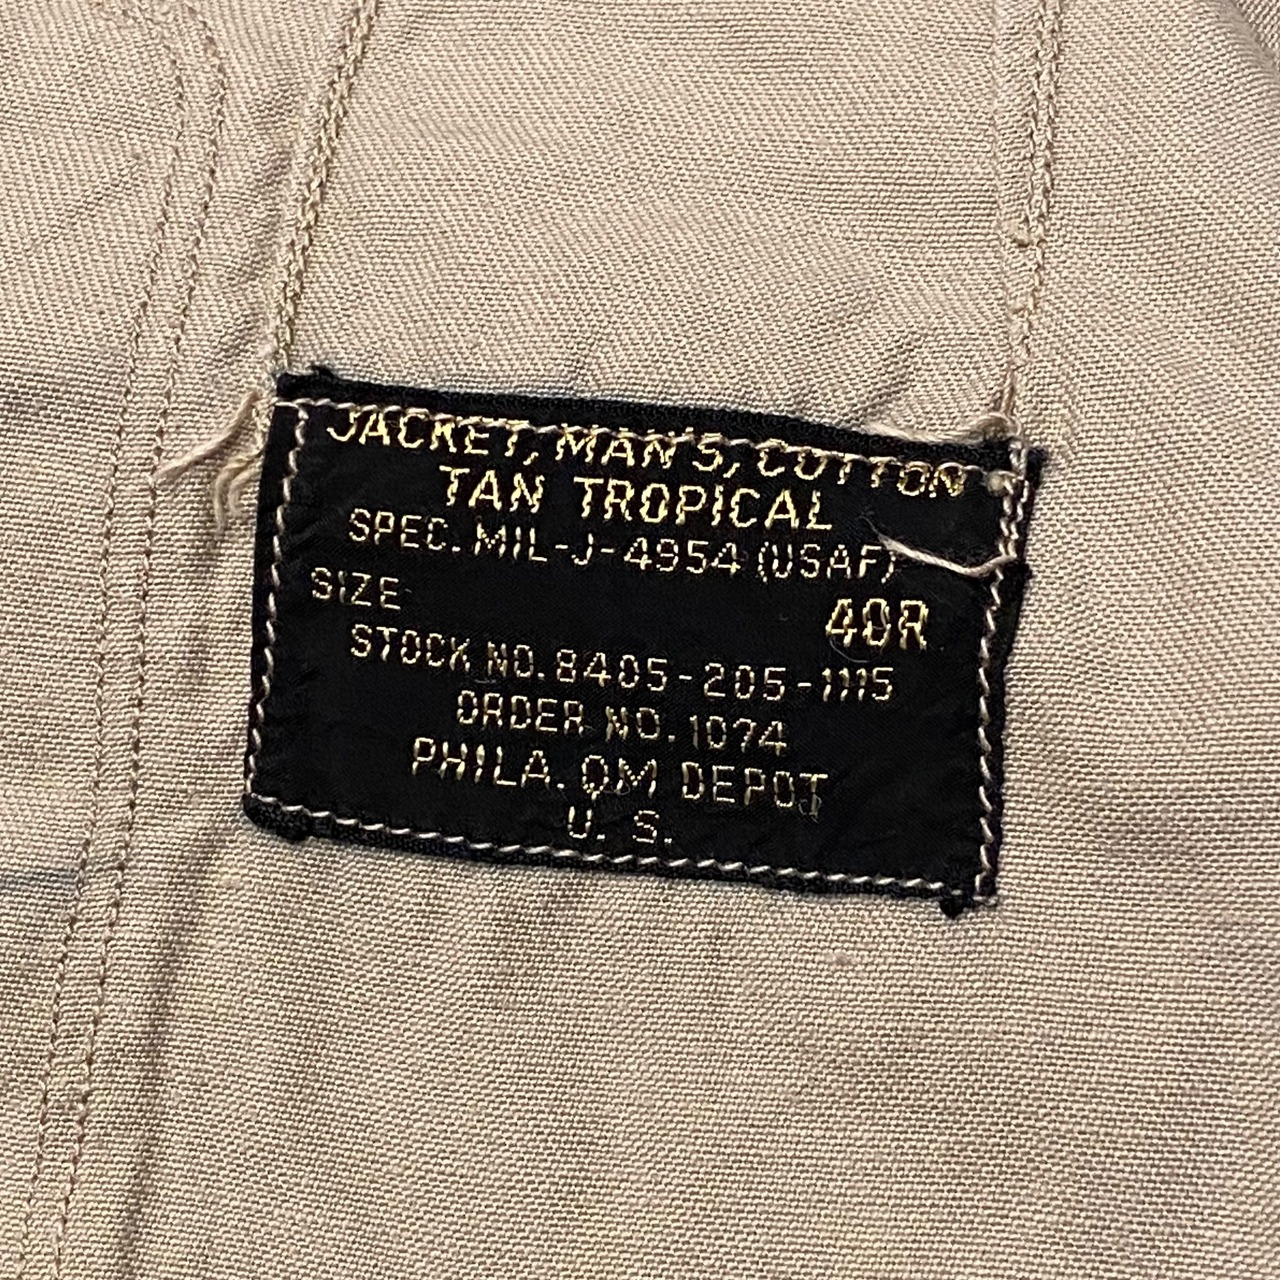 JACKET, MAN'S, COTTON
TAN TROPICAL
SPEC. MIL-J-4954 (USAF)
SIZE 40R
STOCK NO. 8405-205-1115
ORDER NO. 1074
PHILA. QM DEPOT
U. S.